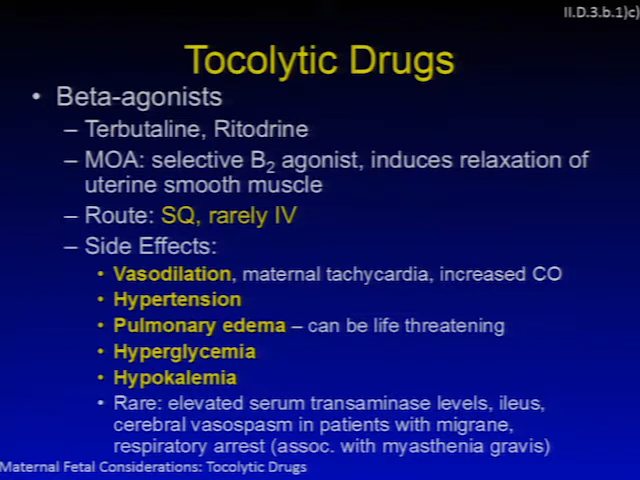 II.D.3.b.1)c)
Tocolytic Drugs
• Beta-agonists
– Terbutaline, Ritodrine
– MOA: selective B2 agonist, induces relaxation of
uterine smooth muscle
– Route: SQ, rarely IV
– Side Effects:
• Vasodilation, maternal tachycardia, increased CO
• Hypertension
• Pulmonary edema – can be life threatening
• Hyperglycemia
• Hypokalemia
• Rare: elevated serum transaminase levels, ileus,
cerebral vasospasm in patients with migrane,
respiratory arrest (assoc. with myasthenia gravis)
Maternal Fetal Considerations: Tocolytic Drugs